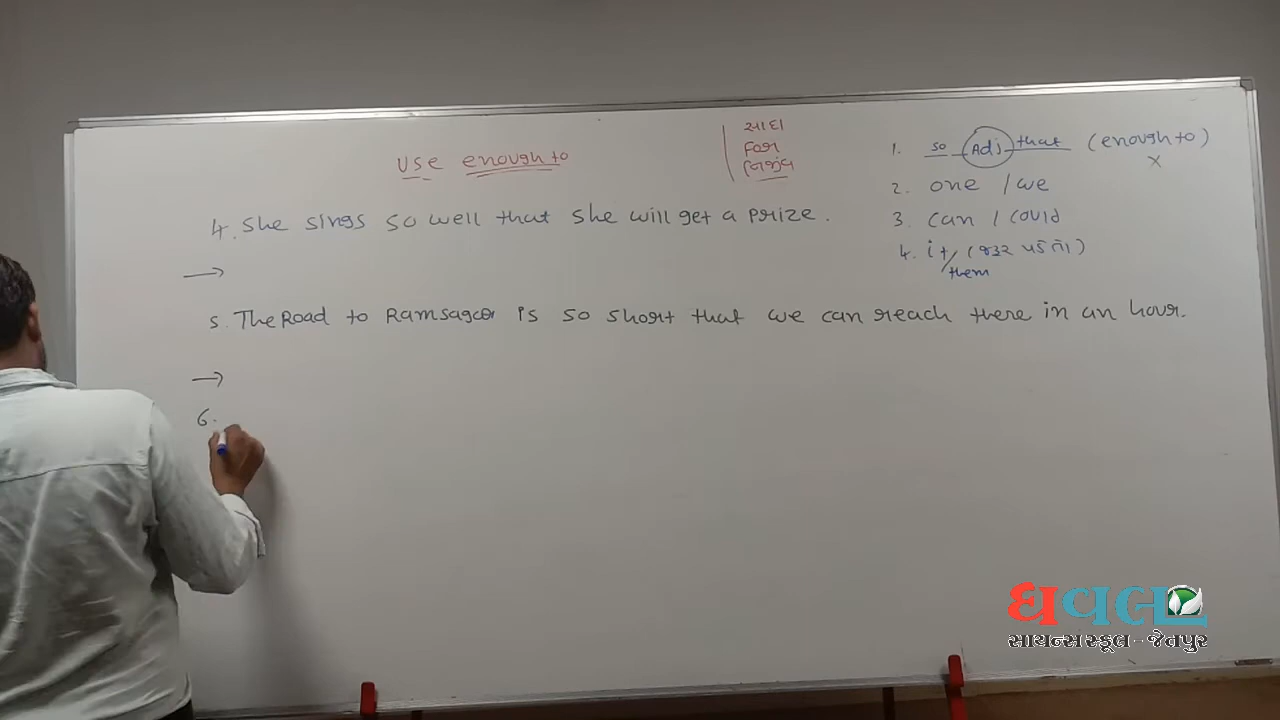 Use enough to
સાદા
For
નિર્જીવ
1. so Adj that (enough to)
x
2. one / we
3. can / could
4. it / them (જરૂર પડે તો)
4. She sings so well that she will get a prize.
→
5. The Road to Ramsagar is so short that we can reach there in an hour.
→
6.
ધવલ
સાયન્સ સ્કૂલ - જેતપુર